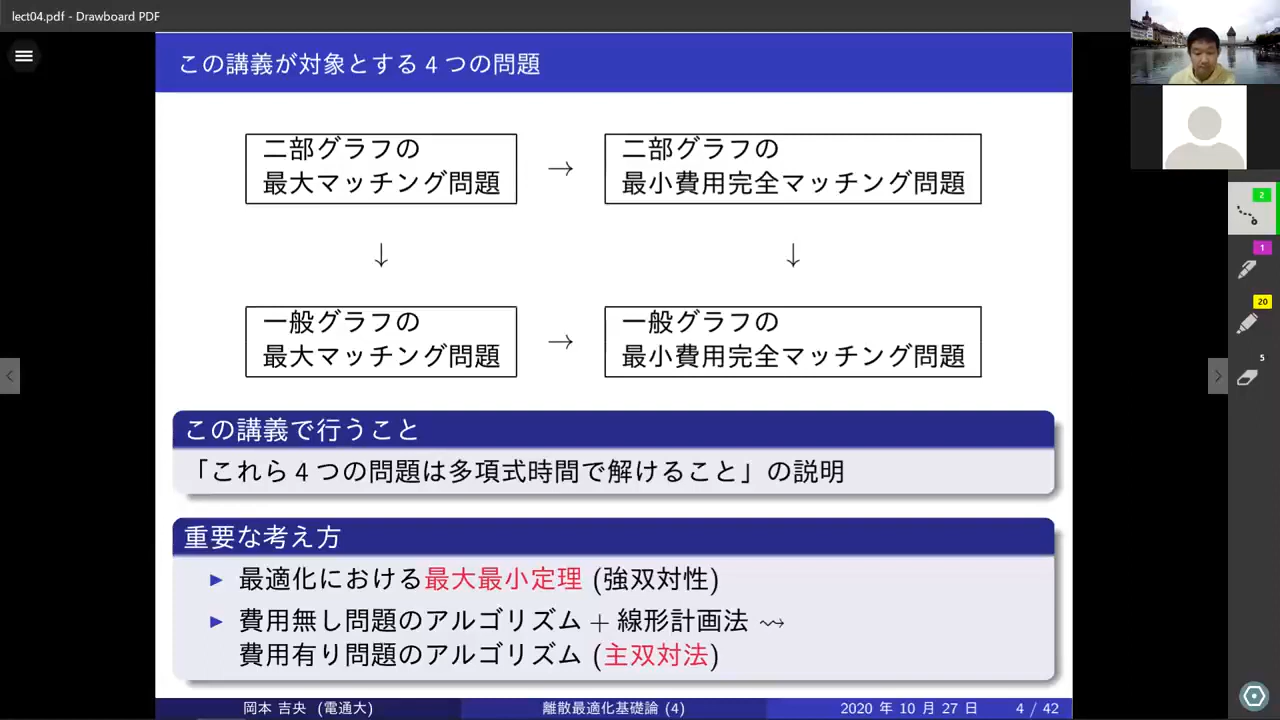 lect04.pdf - Drawboard PDF
この講義が対象とする 4 つの問題
二部グラフの
最大マッチング問題
→
二部グラフの
最小費用完全マッチング問題
↓
↓
一般グラフの
最大マッチング問題
→
一般グラフの
最小費用完全マッチング問題
この講義で行うこと
「これら 4 つの問題は多項式時間で解けること」の説明
重要な考え方
▶ 最適化における最大最小定理 (強双対性)
▶ 費用無し問題のアルゴリズム + 線形計画法 ⇝
費用有り問題のアルゴリズム (主双対法)
岡本 吉央 (電通大)
離散最適化基礎論 (4)
2020 年 10 月 27 日
4 / 42
2
1
20
5